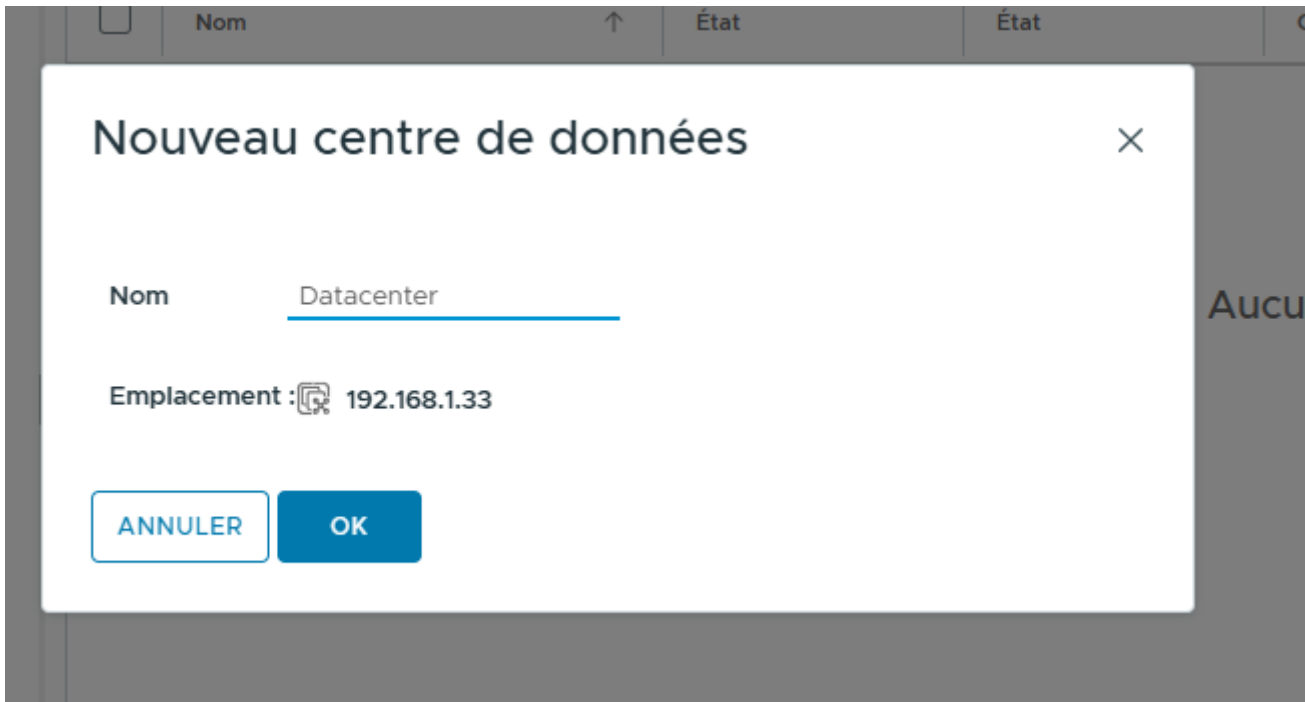 Nom État État
Nouveau centre de données
Nom Datacenter
Aucu
Emplacement : 192.168.1.33
ANNULER OK